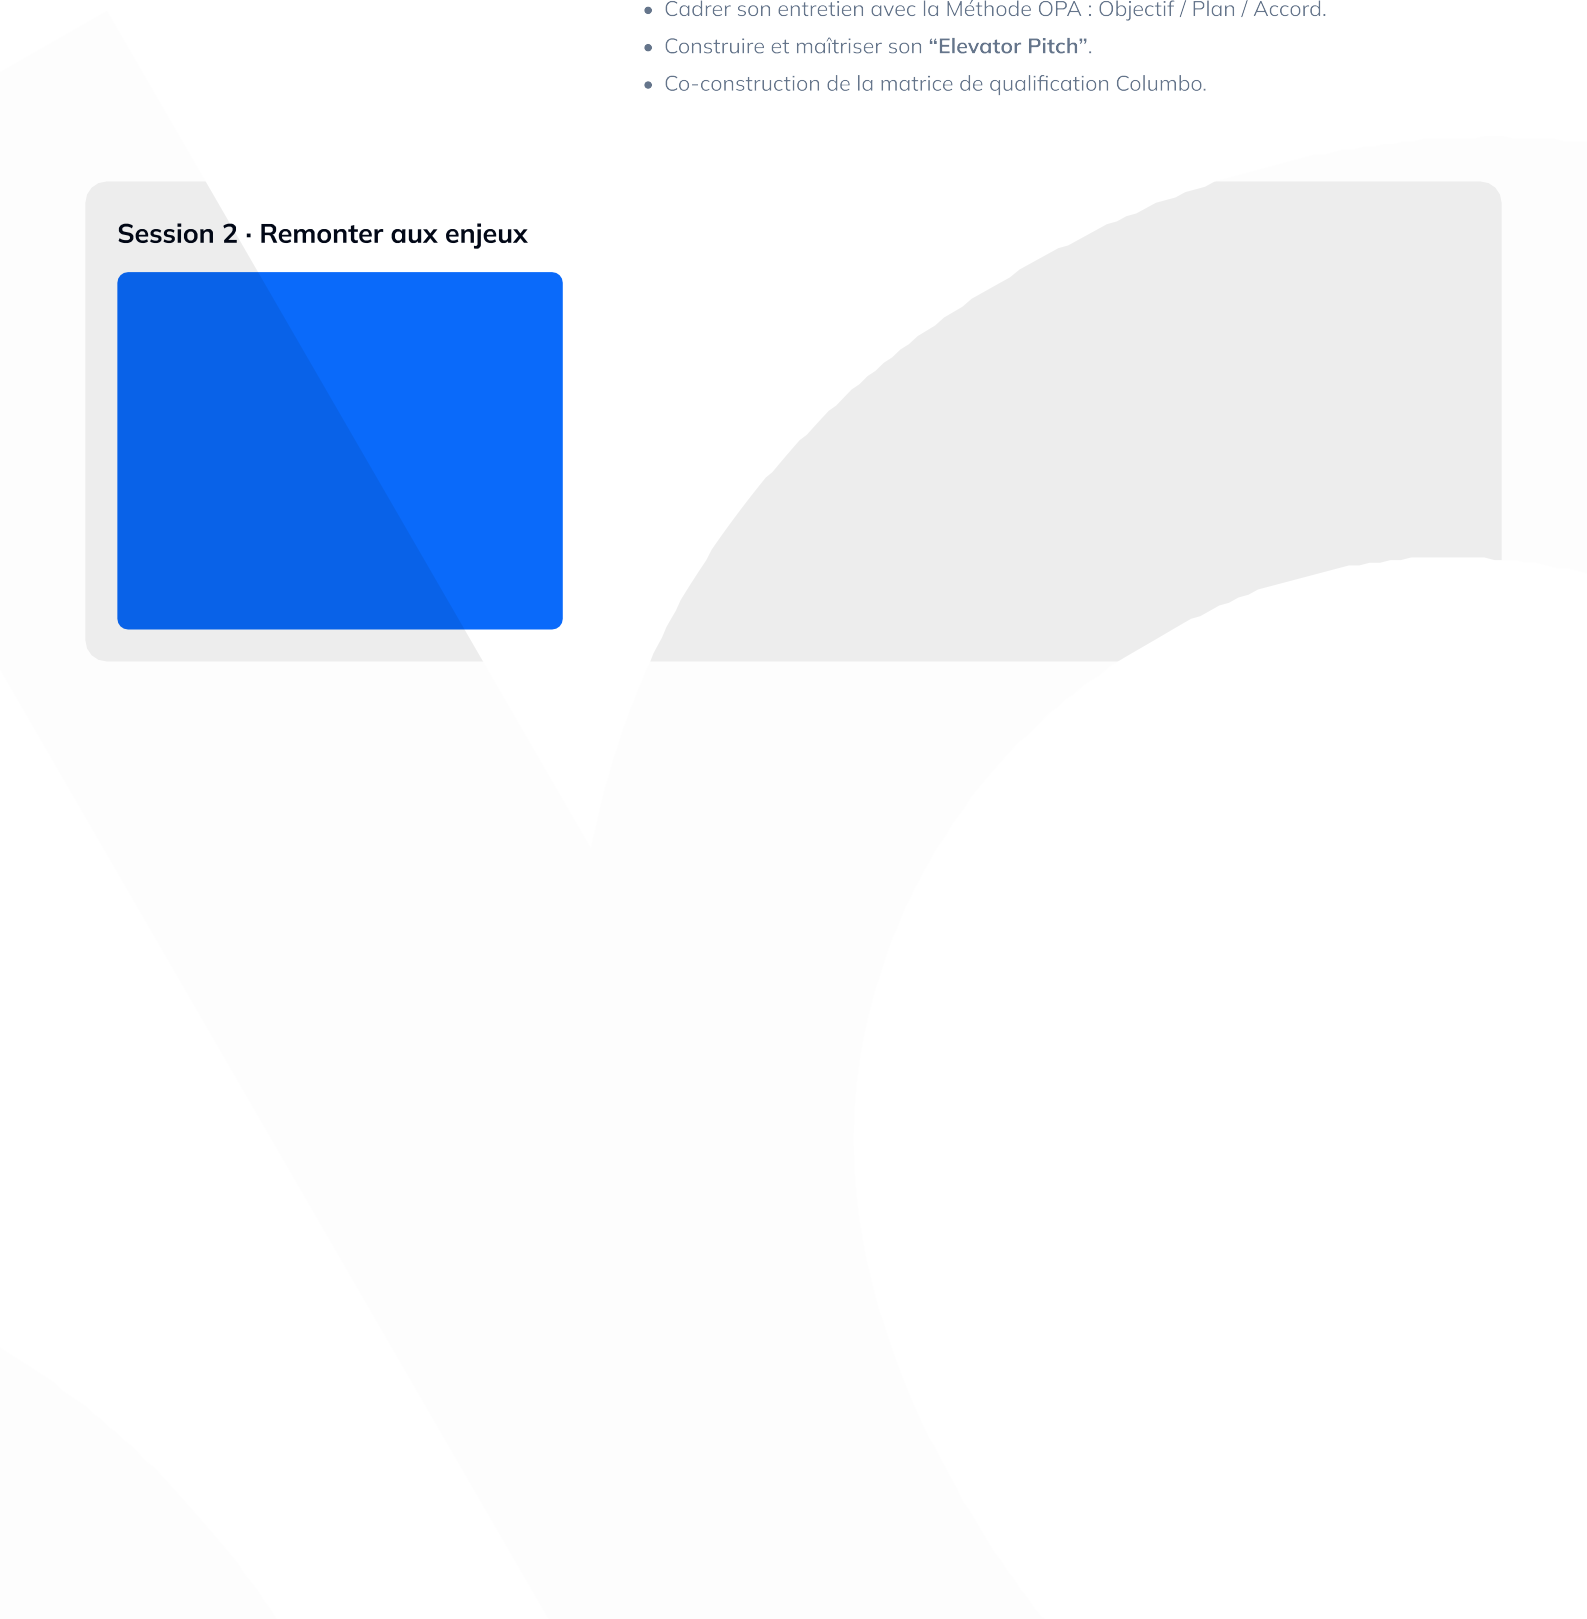 Cadrer son entretien avec la Méthode OPA : Objectif / Plan / Accord.
Construire et maîtriser son “Elevator Pitch”.
Co-construction de la matrice de qualification Columbo.
Session 2 · Remonter aux enjeux